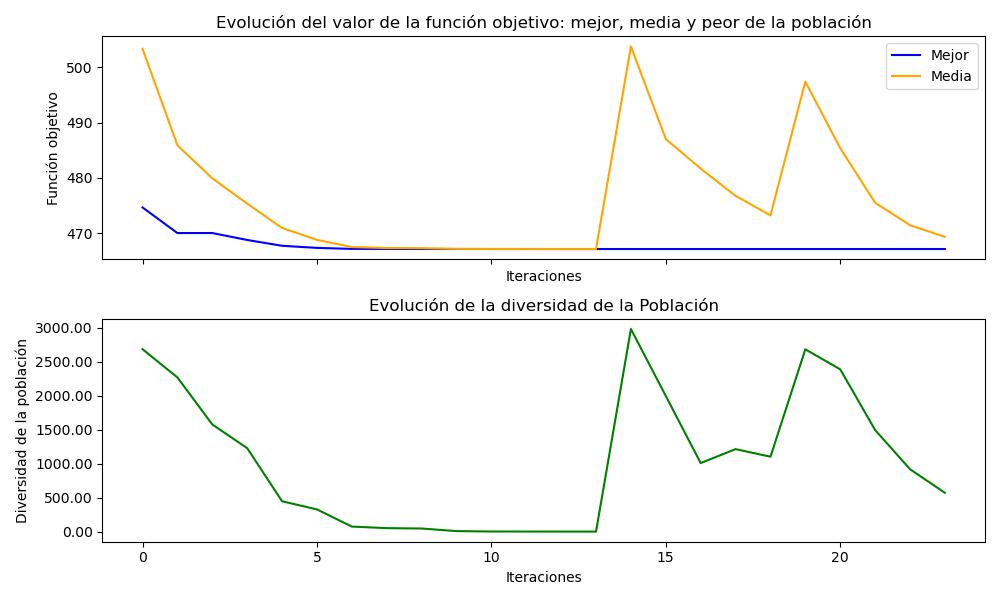 Evolución del valor de la función objetivo: mejor, media y peor de la población
Función objetivo
500
490
480
470
Mejor
Media
Iteraciones
Evolución de la diversidad de la Población
Diversidad de la población
3000.00
2500.00
2000.00
1500.00
1000.00
500.00
0.00
0 5 10 15 20
Iteraciones